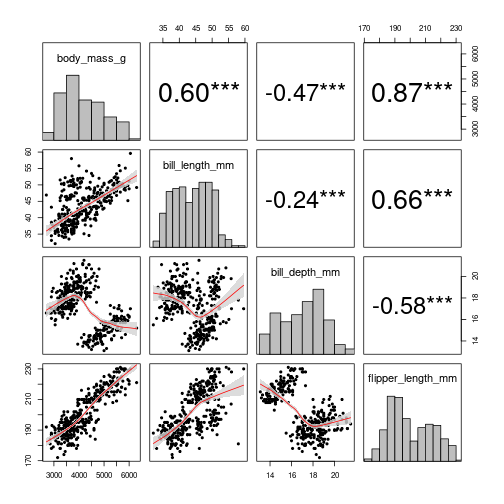 35 40 45 50 55 60
170 190 210 230
body_mass_g
0.60***
-0.47***
0.87***
3000 4000 5000 6000
35 40 45 50 55 60
bill_length_mm
-0.24***
0.66***
bill_depth_mm
-0.58***
14 16 18 20
170 190 210 230
flipper_length_mm
3000 4000 5000 6000
14 16 18 20